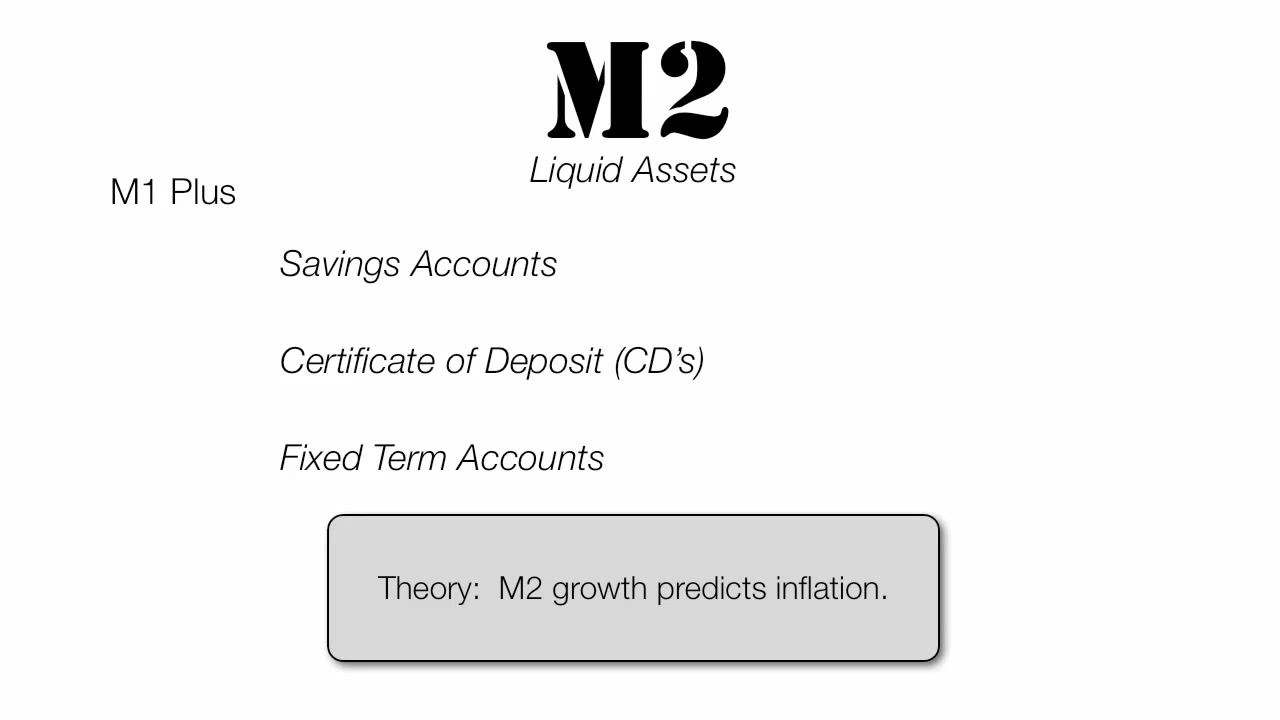 M2
Liquid Assets
M1 Plus
Savings Accounts
Certificate of Deposit (CD’s)
Fixed Term Accounts
Theory:  M2 growth predicts inflation.